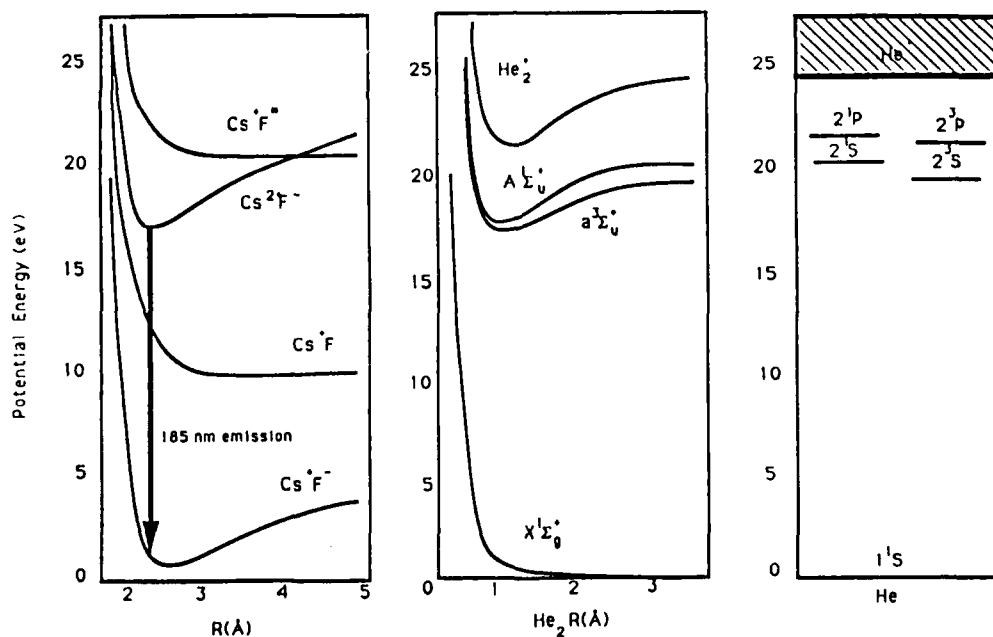 Potential Energy (eV)
25
20
15
10
5
0
Cs⁺F*
Cs²⁺F⁻
Cs⁺F
185 nm emission
Cs⁺F⁻
2 3 4 5
R(Å)
25
20
15
10
5
0
He₂⁺
A¹Σᵤ⁺
a³Σᵤ⁺
X¹Σg⁺
1 2 3
He₂ R(Å)
25
20
15
10
5
0
He⁺
2¹P 2³P
2¹S 2³S
1¹S
He